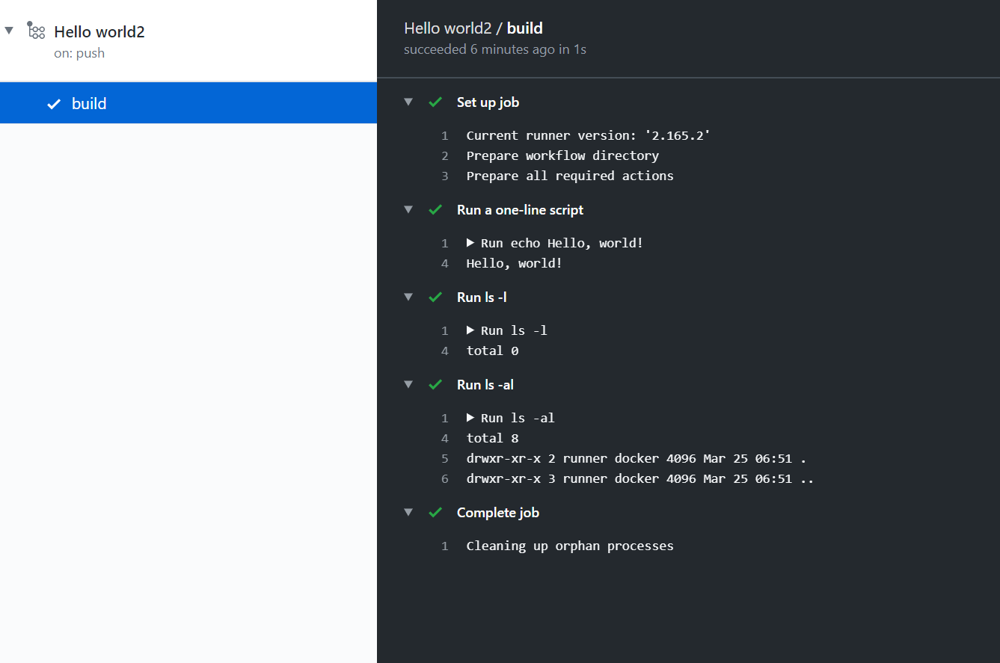 Hello world2
on: push
build
Hello world2 / build
succeeded 6 minutes ago in 1s
Set up job
1 Current runner version: '2.165.2'
2 Prepare workflow directory
3 Prepare all required actions
Run a one-line script
1 Run echo Hello, world!
4 Hello, world!
Run ls -l
1 Run ls -l
4 total 0
Run ls -al
1 Run ls -al
4 total 8
5 drwxr-xr-x 2 runner docker 4096 Mar 25 06:51 .
6 drwxr-xr-x 3 runner docker 4096 Mar 25 06:51 ..
Complete job
1 Cleaning up orphan processes